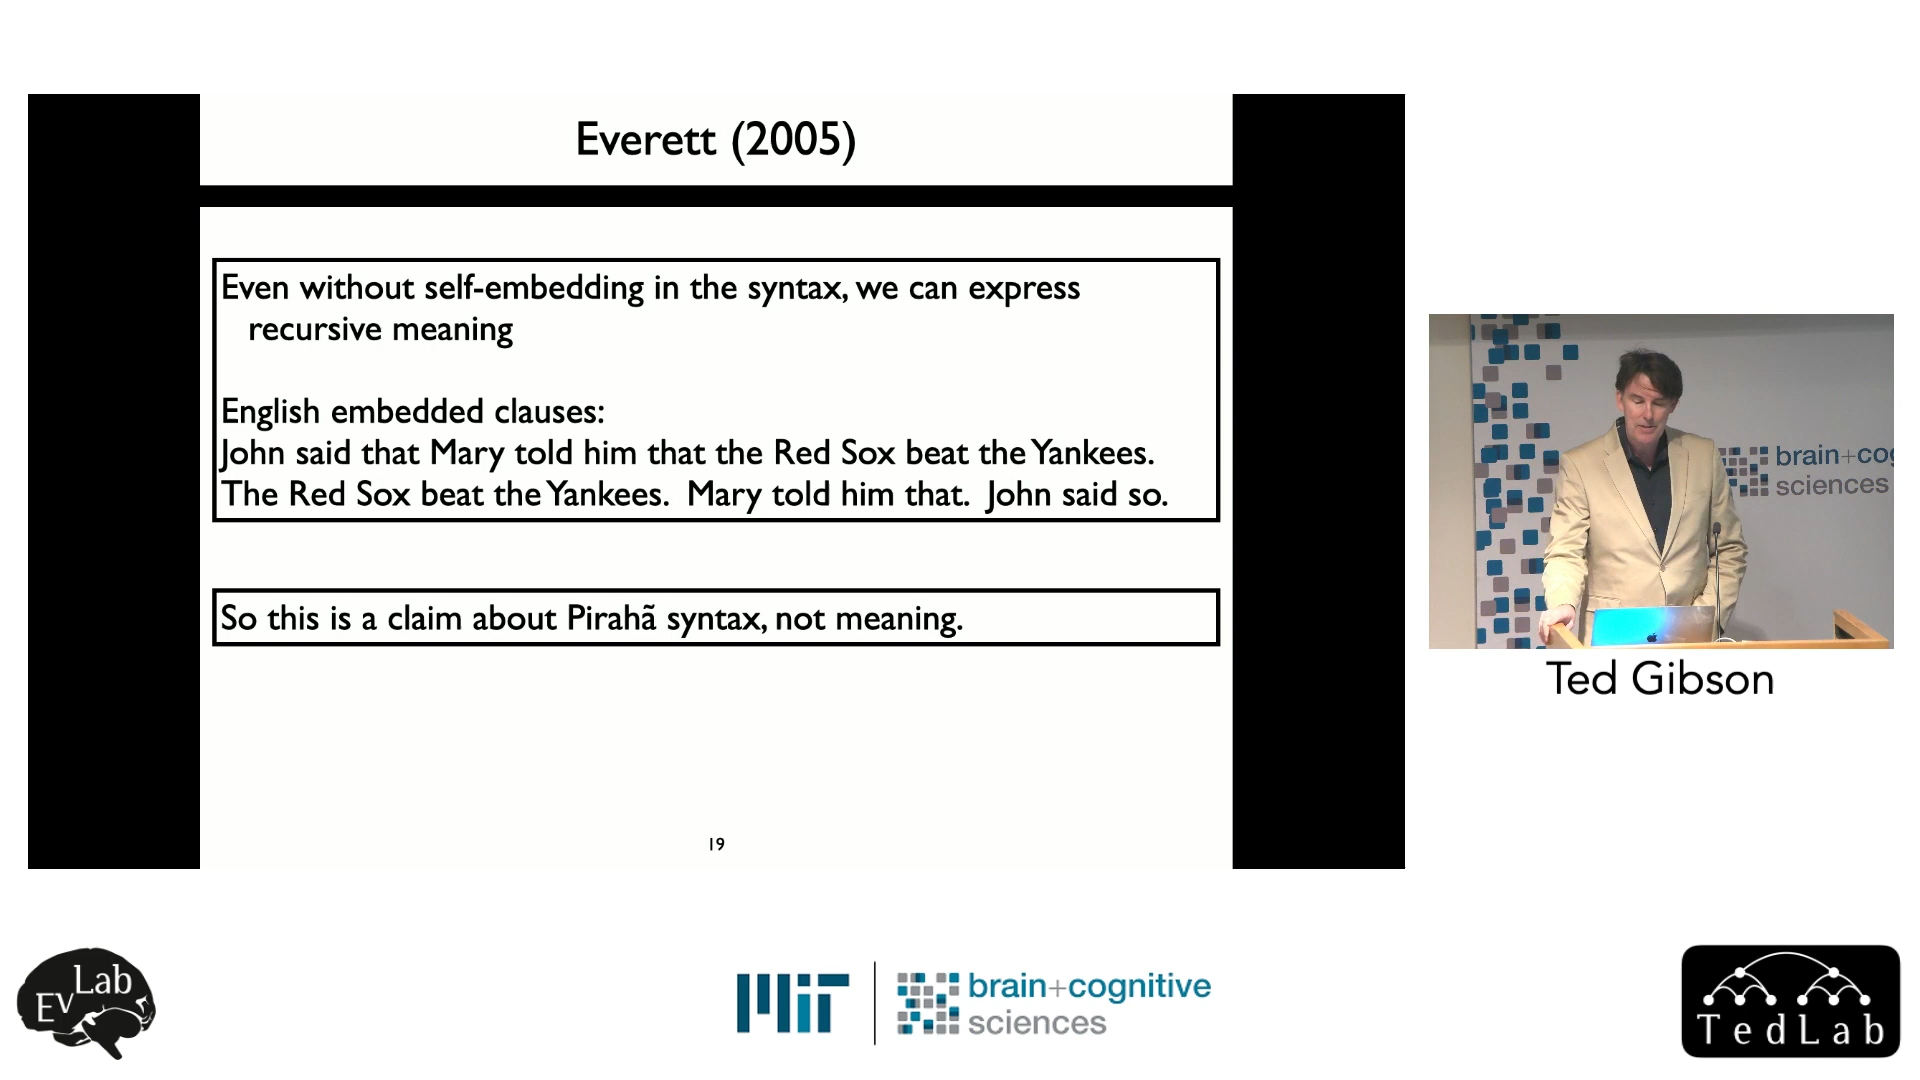 Everett (2005)
Even without self-embedding in the syntax, we can express
recursive meaning
English embedded clauses:
John said that Mary told him that the Red Sox beat the Yankees.
The Red Sox beat the Yankees. Mary told him that. John said so.
So this is a claim about Pirahã syntax, not meaning.
19
brain+cog
sciences
Ted Gibson
EvLab
MIT
brain+cognitive
sciences
TedLab